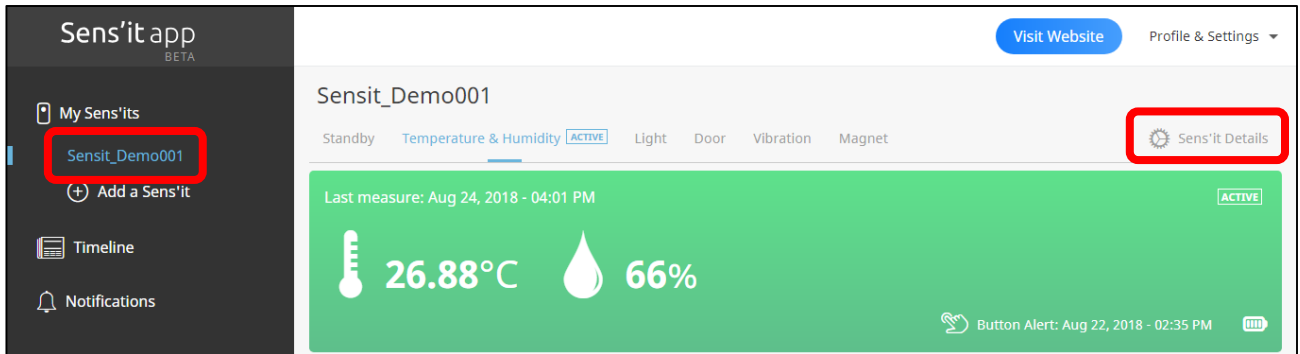 Sens'it app
BETA
Visit Website
Profile & Settings
My Sens'its
Sensit_Demo001
Add a Sens'it
Timeline
Notifications
Sensit_Demo001
Standby Temperature & Humidity ACTIVE Light Door Vibration Magnet Sens'it Details
Last measure: Aug 24, 2018 - 04:01 PM ACTIVE
26.88°C 66%
Button Alert: Aug 22, 2018 - 02:35 PM